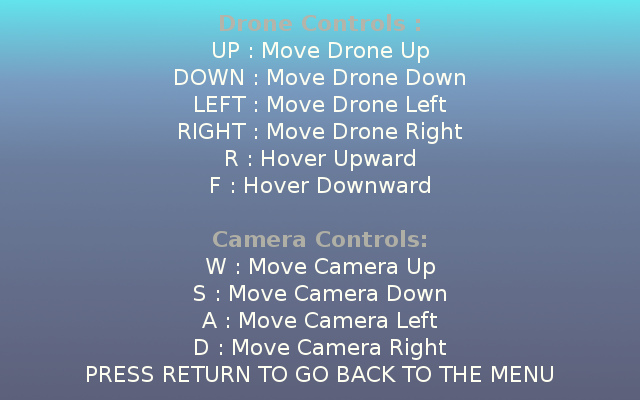 Drone Controls :
UP : Move Drone Up
DOWN : Move Drone Down
LEFT : Move Drone Left
RIGHT : Move Drone Right
R : Hover Upward
F : Hover Downward
Camera Controls:
W : Move Camera Up
S : Move Camera Down
A : Move Camera Left
D : Move Camera Right
PRESS RETURN TO GO BACK TO THE MENU